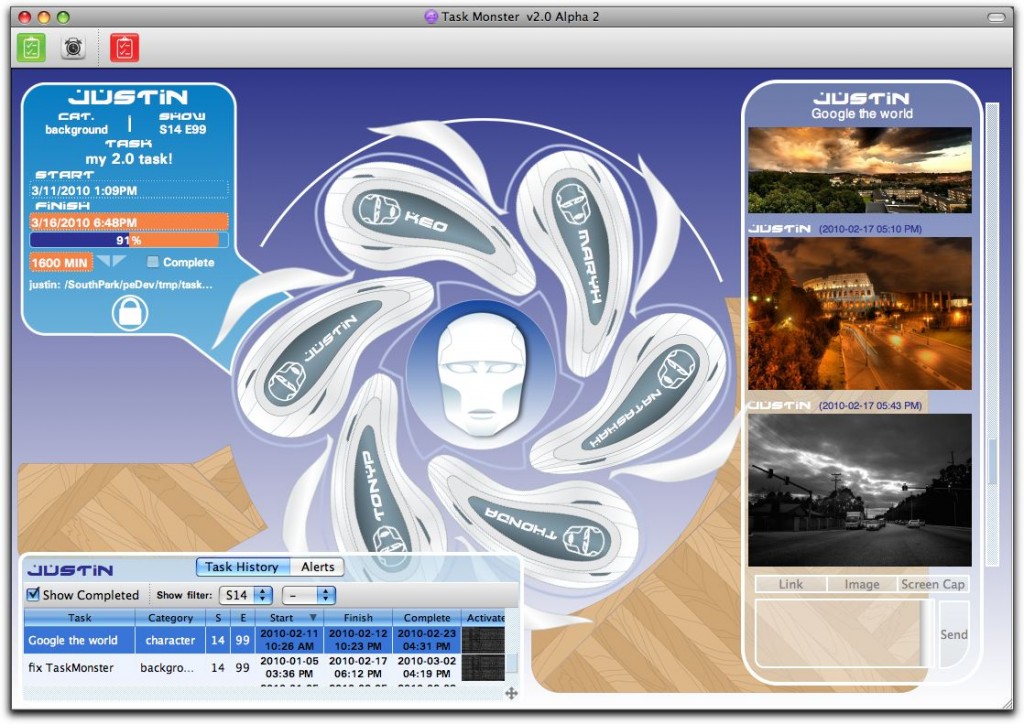 Task Monster v2.0 Alpha 2
JUSTIN
CAT.
SHOW
background
S14 E99
TASK
my 2.0 task!
START
3/11/2010 1:09PM
FINISH
3/16/2010 6:48PM
91%
1600 MIN
Complete
justin: /SouthPark/peDev/tmp/task...
KEO
MARYH
JUSTIN
NATASHAH
TONYP
THONDA
JUSTIN
Google the world
JUSTIN (2010-02-17 05:10 PM)
JUSTIN (2010-02-17 05:43 PM)
Link Image Screen Cap
Send
JUSTIN
Task History Alerts
Show Completed Show filter: S14 –
Task Category S E Start Finish Complete Activate
Google the world character 14 99 2010-02-11 10:26 AM 2010-02-12 10:23 PM 2010-02-23 04:31 PM
fix TaskMonster backgro... 14 99 2010-01-05 03:36 PM 2010-02-17 06:12 PM 2010-03-02 04:19 PM